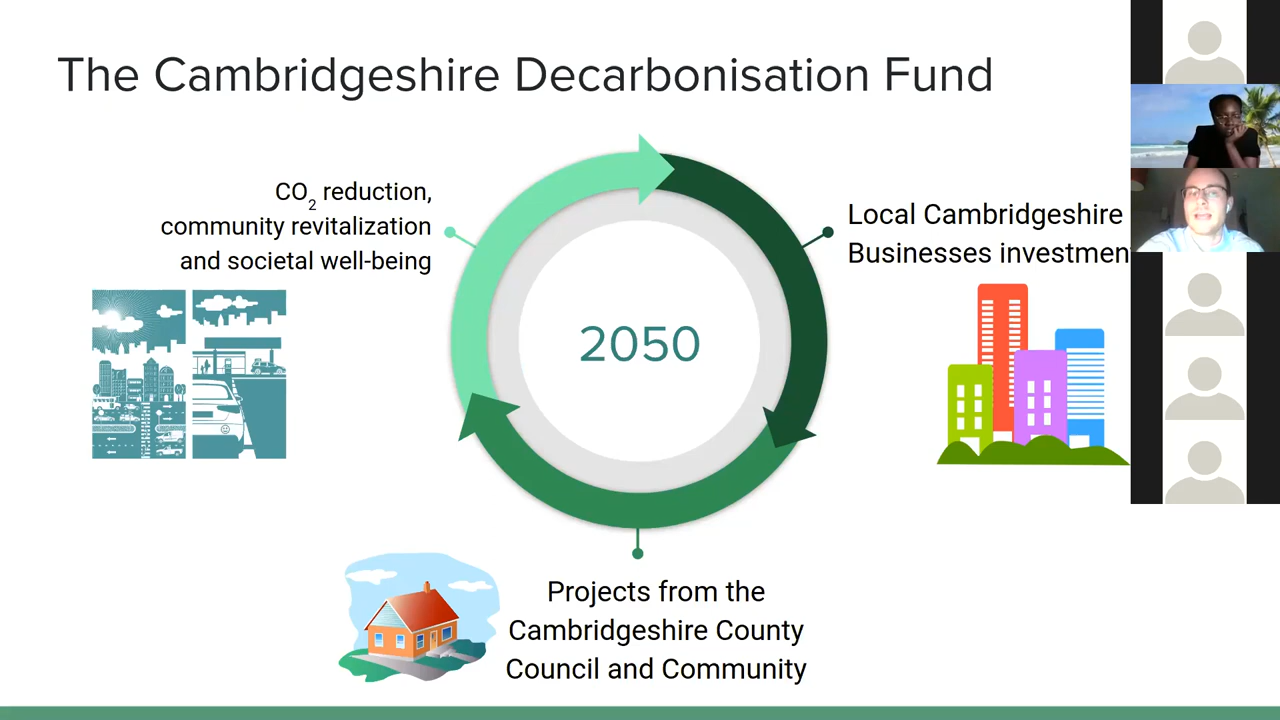 The Cambridgeshire Decarbonisation Fund
CO₂ reduction,
community revitalization
and societal well-being
Local Cambridgeshire
Businesses investment
2050
Projects from the
Cambridgeshire County
Council and Community